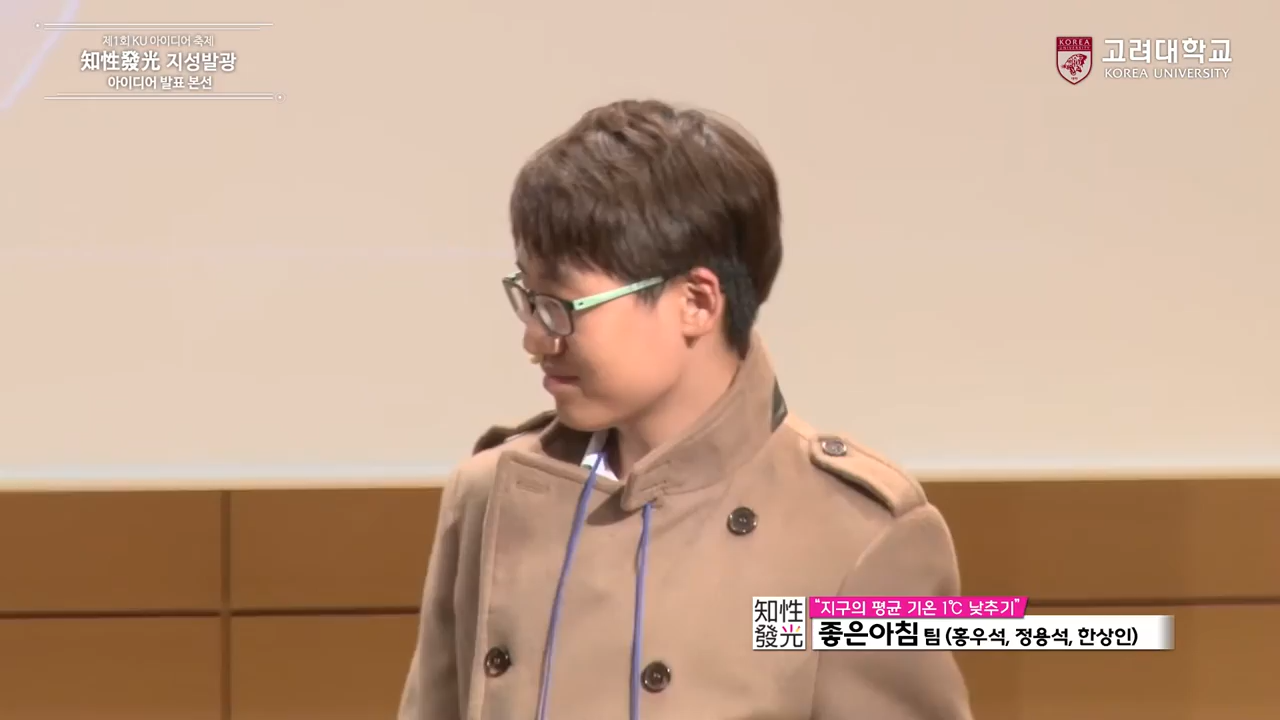 제1회 KU 아이디어 축제
知性發光 지성발광
아이디어 발표 본선
KOREA
고려대학교
KOREA UNIVERSITY
知性
發光
“지구의 평균 기온 1℃ 낮추기”
좋은아침 팀 (홍우석, 정용석, 한상인)